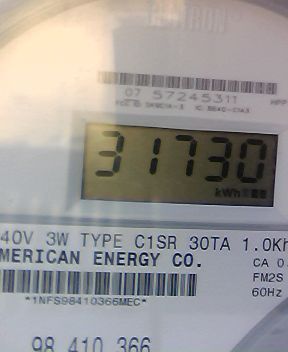 07 57245311
31730
kWh
40V 3W TYPE C1SR 30TA 1.0Kh
MERICAN ENERGY CO.
CA 0.
FM2S
60Hz
*1NFS98410366MEC*
98 410 366